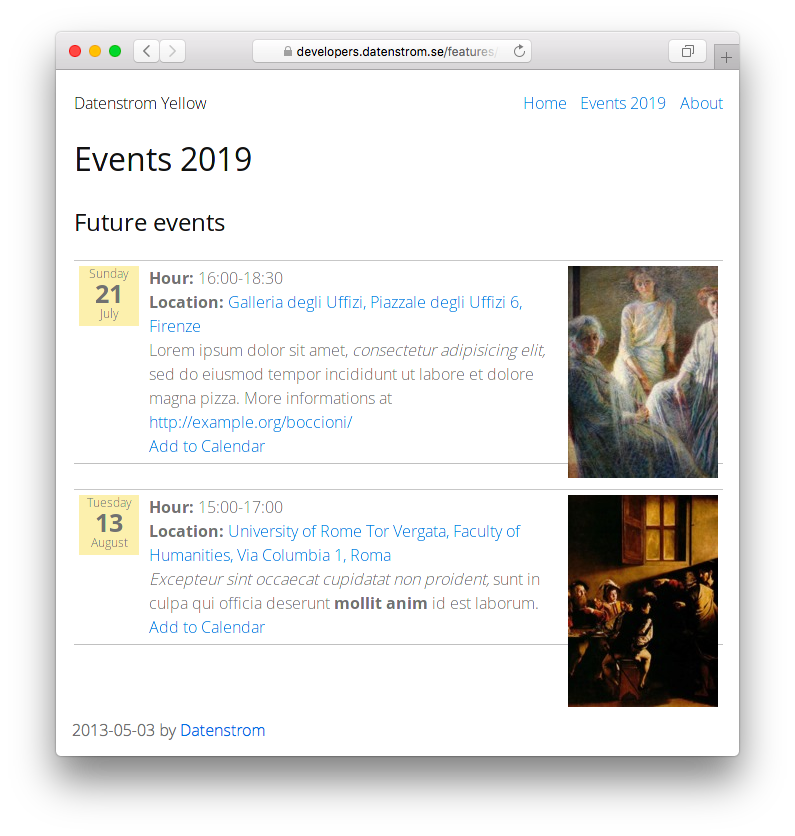 developers.datenstrom.se/features/
Datenstrom Yellow
Home Events 2019 About
Events 2019
Future events
Sunday
21
July
Hour: 16:00-18:30
Location: Galleria degli Uffizi, Piazzale degli Uffizi 6,
Firenze
Lorem ipsum dolor sit amet, consectetur adipisicing elit,
sed do eiusmod tempor incididunt ut labore et dolore
magna pizza. More informations at
http://example.org/boccioni/
Add to Calendar
Tuesday
13
August
Hour: 15:00-17:00
Location: University of Rome Tor Vergata, Faculty of
Humanities, Via Columbia 1, Roma
Excepteur sint occaecat cupidatat non proident, sunt in
culpa qui officia deserunt mollit anim id est laborum.
Add to Calendar
2013-05-03 by Datenstrom